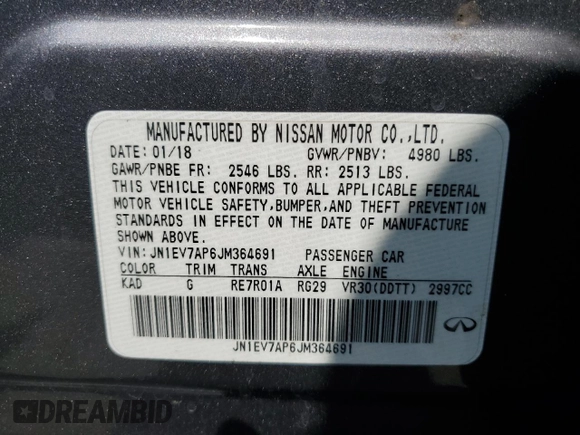 MANUFACTURED BY NISSAN MOTOR CO.,LTD.
DATE: 01/18 GVWR/PNBV: 4980 LBS.
GAWR/PNBE FR: 2546 LBS. RR: 2513 LBS.
THIS VEHICLE CONFORMS TO ALL APPLICABLE FEDERAL
MOTOR VEHICLE SAFETY,BUMPER,AND THEFT PREVENTION
STANDARDS IN EFFECT ON THE DATE OF MANUFACTURE
SHOWN ABOVE.
VIN: JN1EV7AP6JM364691 PASSENGER CAR
COLOR TRIM TRANS AXLE ENGINE
KAD G RE7R01A RG29 VR30(DDTT) 2997CC
JN1EV7AP6JM364691
DREAMBID